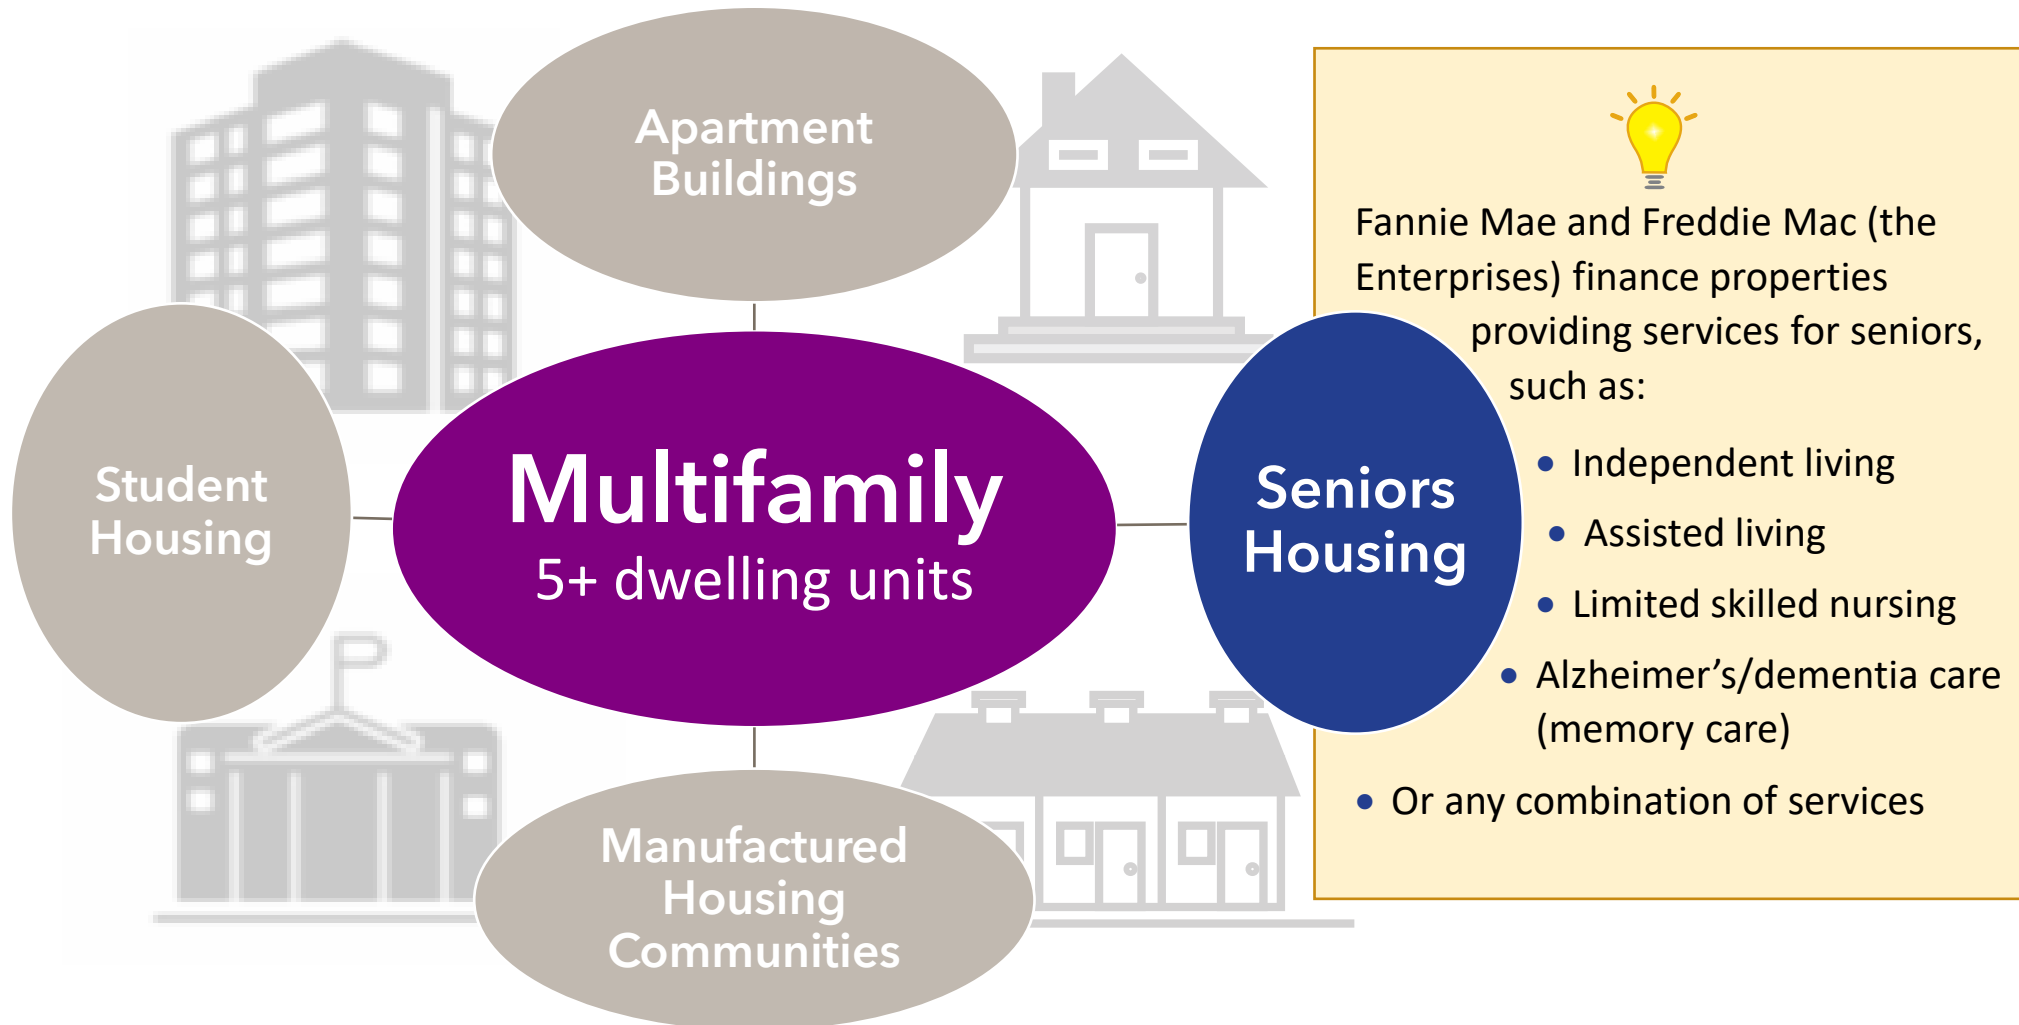 Apartment
Buildings
Student
Housing
Multifamily
5+ dwelling units
Seniors
Housing
Manufactured
Housing
Communities
Fannie Mae and Freddie Mac (the
Enterprises) finance properties
providing services for seniors,
such as:
• Independent living
• Assisted living
• Limited skilled nursing
• Alzheimer’s/dementia care
(memory care)
• Or any combination of services